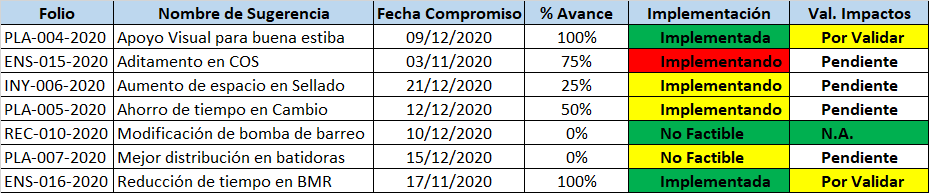 Folio Nombre de Sugerencia Fecha Compromiso % Avance Implementación Val. Impactos
PLA-004-2020 Apoyo Visual para buena estiba 09/12/2020 100% Implementada Por Validar
ENS-015-2020 Aditamento en COS 03/11/2020 75% Implementando Pendiente
INY-006-2020 Aumento de espacio en Sellado 21/12/2020 25% Implementando Pendiente
PLA-005-2020 Ahorro de tiempo en Cambio 12/12/2020 50% Implementando Pendiente
REC-010-2020 Modificación de bomba de barreo 10/12/2020 0% No Factible N.A.
PLA-007-2020 Mejor distribución en batidoras 15/12/2020 0% No Factible Pendiente
ENS-016-2020 Reducción de tiempo en BMR 17/11/2020 100% Implementada Por Validar